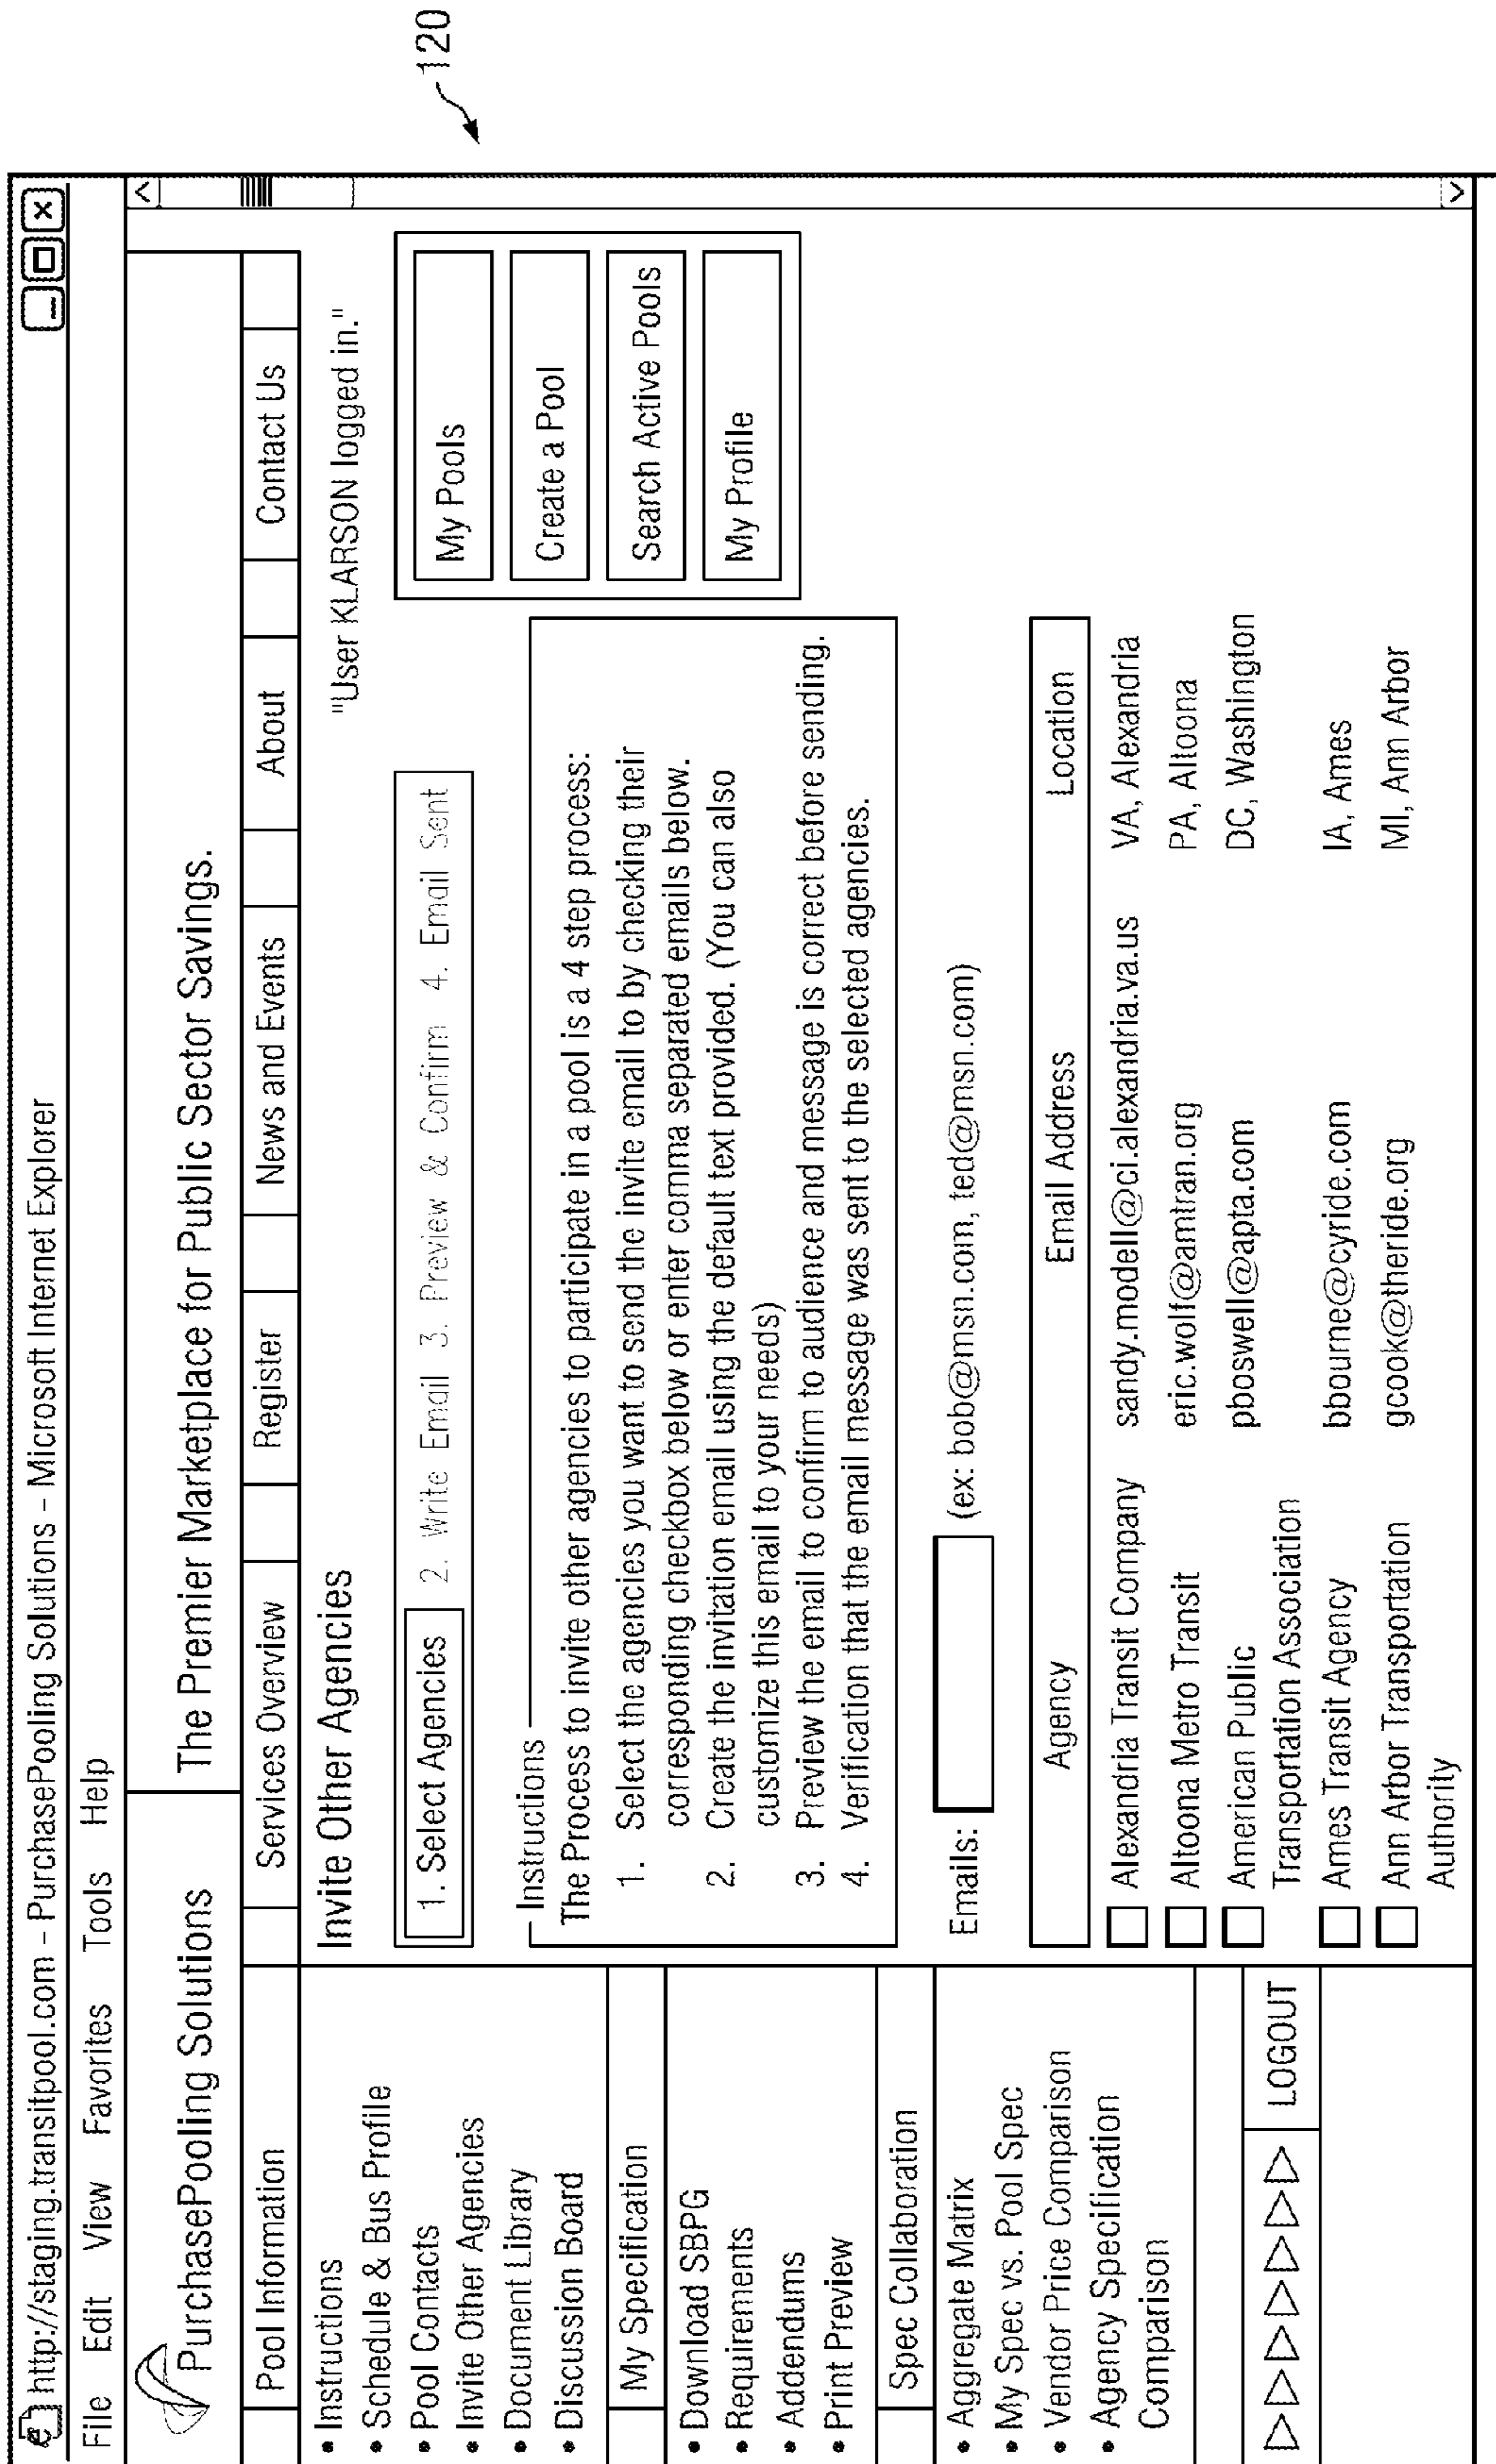 http://staging.transitpool.com - PurchasePooling Solutions - Microsoft Internet Explorer
File Edit View Favorites Tools Help
PurchasePooling Solutions
The Premier Marketplace for Public Sector Savings.
Pool Information
Services Overview
Register
News and Events
About
Contact Us
• Instructions
• Schedule & Bus Profile
• Pool Contacts
• Invite Other Agencies
• Document Library
• Discussion Board
My Specification
• Download SBPG
• Requirements
• Addendums
• Print Preview
Spec Collaboration
• Aggregate Matrix
• My Spec vs. Pool Spec
• Vendor Price Comparison
• Agency Specification
Comparison
LOGOUT
Invite Other Agencies
"User KLARSON logged in."
1. Select Agencies 2. Write Email 3. Preview & Confirm 4. Email Sent
Instructions
The Process to invite other agencies to participate in a pool is a 4 step process:
1. Select the agencies you want to send the invite email to by checking their
corresponding checkbox below or enter comma separated emails below.
2. Create the invitation email using the default text provided. (You can also
customize this email to your needs)
3. Preview the email to confirm to audience and message is correct before sending.
4. Verification that the email message was sent to the selected agencies.
My Pools
Create a Pool
Search Active Pools
My Profile
Emails: (ex: bob@msn.com, ted@msn.com)
Agency Email Address Location
Alexandria Transit Company sandy.modell@ci.alexandria.va.us VA, Alexandria
Altoona Metro Transit eric.wolf@amtran.org PA, Altoona
American Public pboswell@apta.com DC, Washington
Transportation Association
Ames Transit Agency bbourne@cyride.com IA, Ames
Ann Arbor Transportation gcook@theride.org MI, Ann Arbor
Authority
120